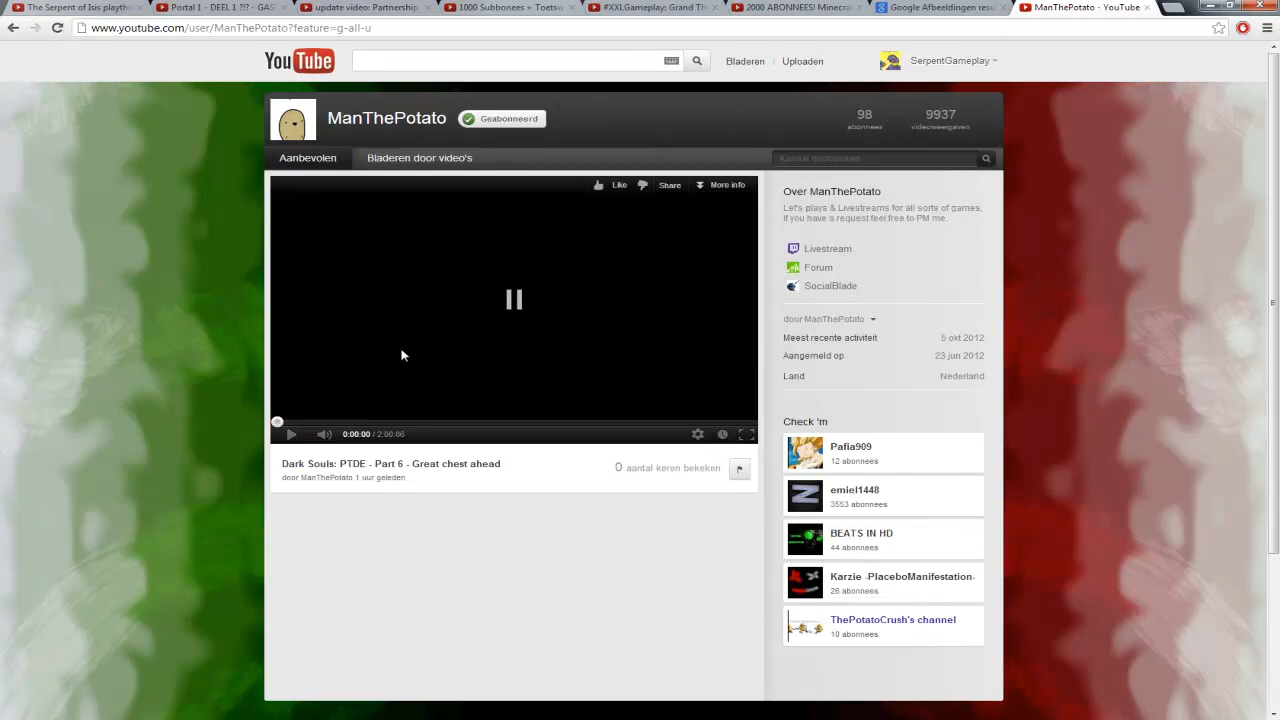 The Serpent of Isis playthr
Portal 1 - DEEL 1 ?!? - GAST
update video: Partnership
1000 Subbonees + Toetsw
#XXLGameplay: Grand Th
2000 ABONNEES! Minecra
Google Afbeeldingen resu
ManThePotato - YouTube
www.youtube.com/user/ManThePotato?feature=g-all-u
YouTube
Bladeren
Uploaden
SerpentGameplay
ManThePotato
Geabonneerd
98
abonnees
9937
videoweergaven
Aanbevolen
Bladeren door video's
Kanaal doorzoeken
Like
Share
More info
0:00:00 / 2:00:06
Dark Souls: PTDE - Part 6 - Great chest ahead
door ManThePotato 1 uur geleden
0 aantal keren bekeken
Over ManThePotato
Let's plays & Livestreams for all sorts of games,
if you have a request feel free to PM me.
Livestream
Forum
SocialBlade
door ManThePotato
Meest recente activiteit
5 okt 2012
Aangemeld op
23 jun 2012
Land
Nederland
Check 'm
Pafia909
12 abonnees
emiel1448
3553 abonnees
BEATS IN HD
44 abonnees
Karzie -PlaceboManifestation-
26 abonnees
ThePotatoCrush's channel
10 abonnees